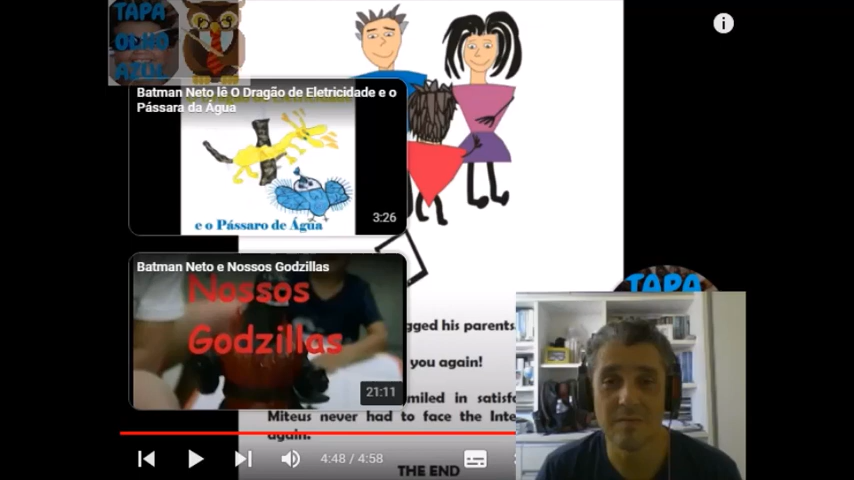 TAPA
OLHO
AZUL
Batman Neto lê O Dragão de Eletricidade e o
Pássara da Água
e o Pássaro de Água
3:26
Batman Neto e Nossos Godzillas
Nossos
Godzillas
21:11
TAPA
gged his parents.
you again!
miled in satisfa
Miteus never had to face the Inte
again.
4:48 / 4:58
THE END